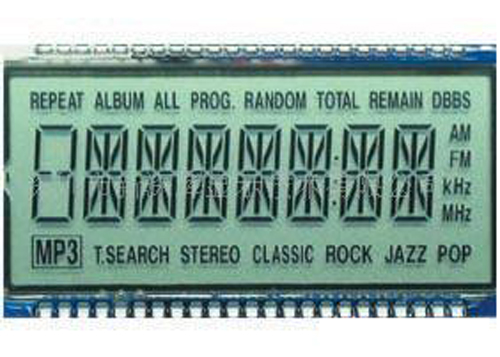 REPEAT ALBUM ALL PROG. RANDOM TOTAL REMAIN DBBS
AM
FM
kHz
MHz
MP3 T.SEARCH STEREO CLASSIC ROCK JAZZ POP